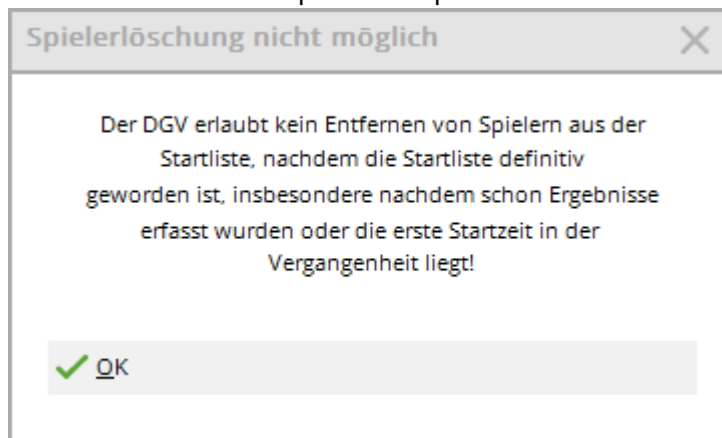 Spielerlöschung nicht möglich
Der DGV erlaubt kein Entfernen von Spielern aus der
Startliste, nachdem die Startliste definitiv
geworden ist, insbesondere nachdem schon Ergebnisse
erfasst wurden oder die erste Startzeit in der
Vergangenheit liegt!
OK